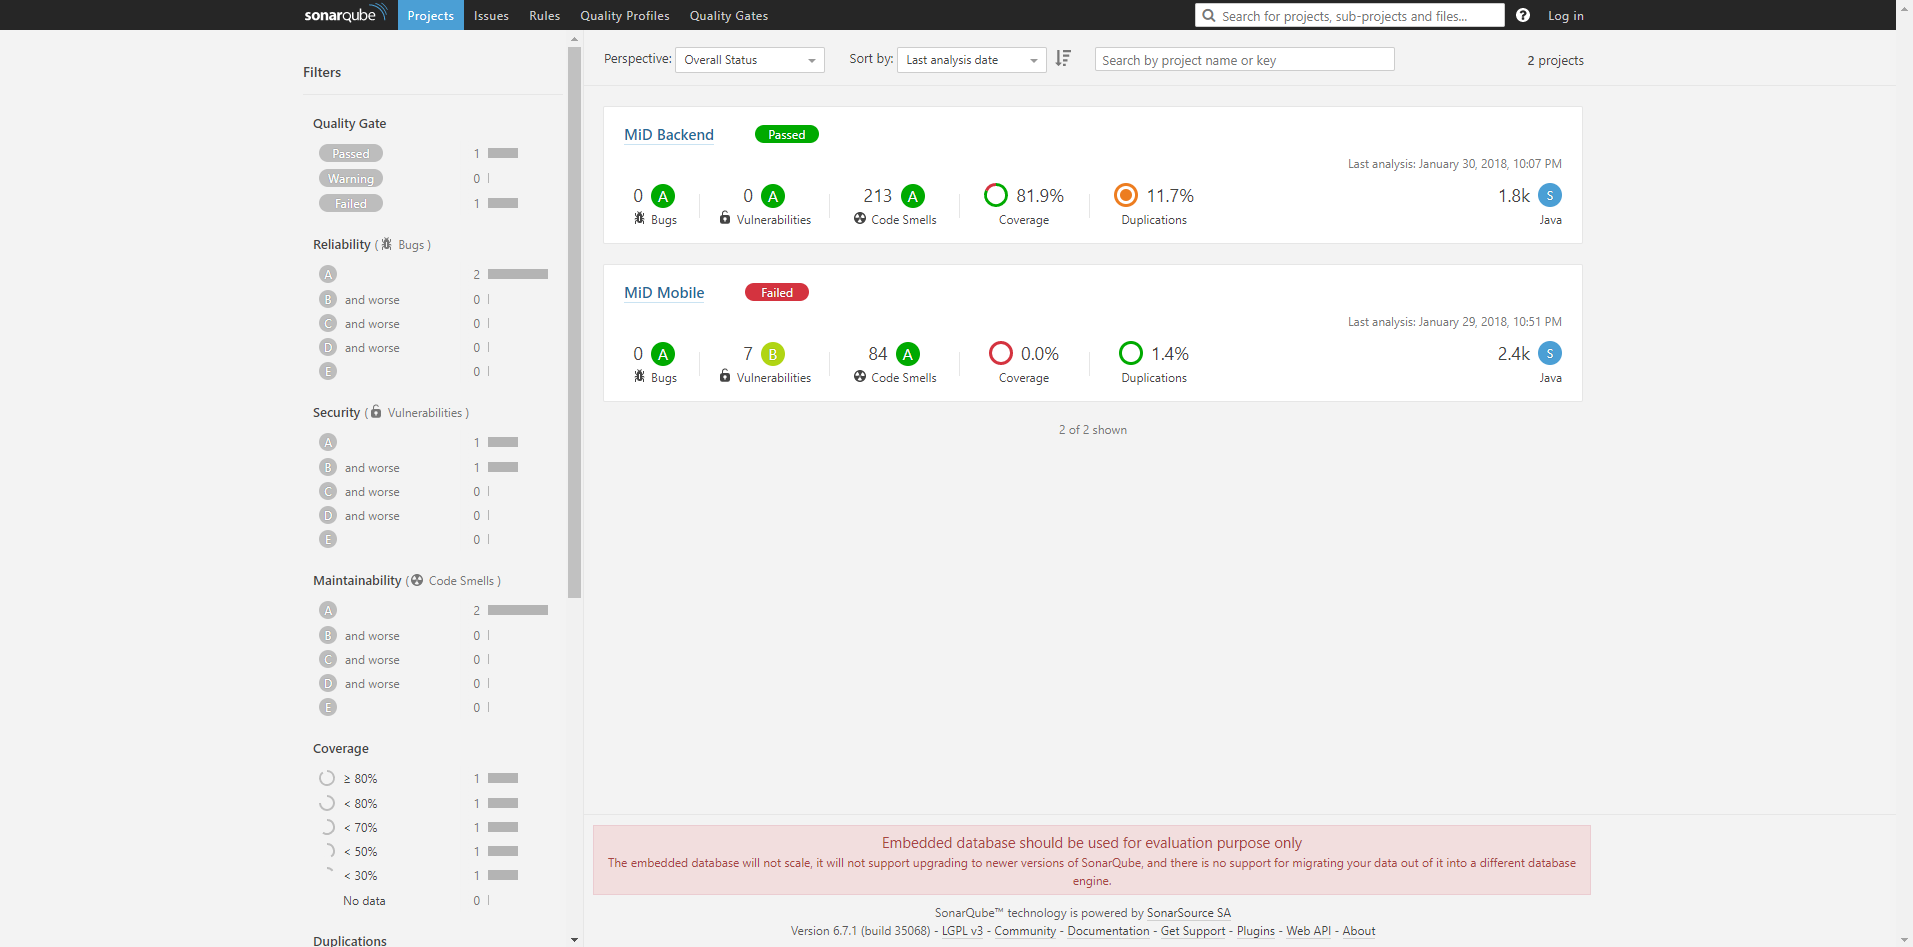 sonarqube Projects Issues Rules Quality Profiles Quality Gates Search for projects, sub-projects and files... ? Log in
Filters
Quality Gate
Passed 1
Warning 0
Failed 1
Reliability ( Bugs )
A 2
B and worse 0
C and worse 0
D and worse 0
E 0
Security ( Vulnerabilities )
A 1
B and worse 1
C and worse 0
D and worse 0
E 0
Maintainability ( Code Smells )
A 2
B and worse 0
C and worse 0
D and worse 0
E 0
Coverage
≥ 80% 1
< 80% 1
< 70% 1
< 50% 1
< 30% 1
No data 0
Duplications
Perspective: Overall Status Sort by: Last analysis date Search by project name or key 2 projects
MiD Backend Passed
Last analysis: January 30, 2018, 10:07 PM
0 A 0 A 213 A 81.9% 11.7% 1.8k S
Bugs Vulnerabilities Code Smells Coverage Duplications Java
MiD Mobile Failed
Last analysis: January 29, 2018, 10:51 PM
0 A 7 B 84 A 0.0% 1.4% 2.4k S
Bugs Vulnerabilities Code Smells Coverage Duplications Java
2 of 2 shown
Embedded database should be used for evaluation purpose only
The embedded database will not scale, it will not support upgrading to newer versions of SonarQube, and there is no support for migrating your data out of it into a different database
engine.
SonarQube™ technology is powered by SonarSource SA
Version 6.7.1 (build 35068) - LGPL v3 - Community - Documentation - Get Support - Plugins - Web API - About